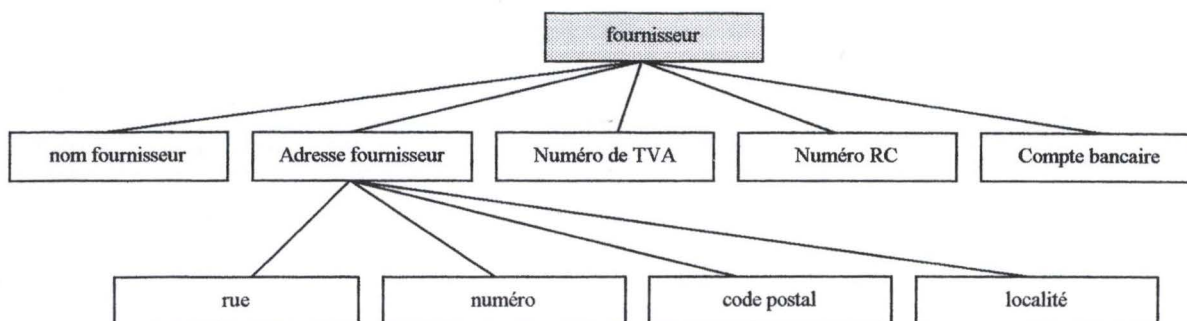 fournisseur
nom fournisseur
Adresse fournisseur
Numéro de TVA
Numéro RC
Compte bancaire
rue
numéro
code postal
localité